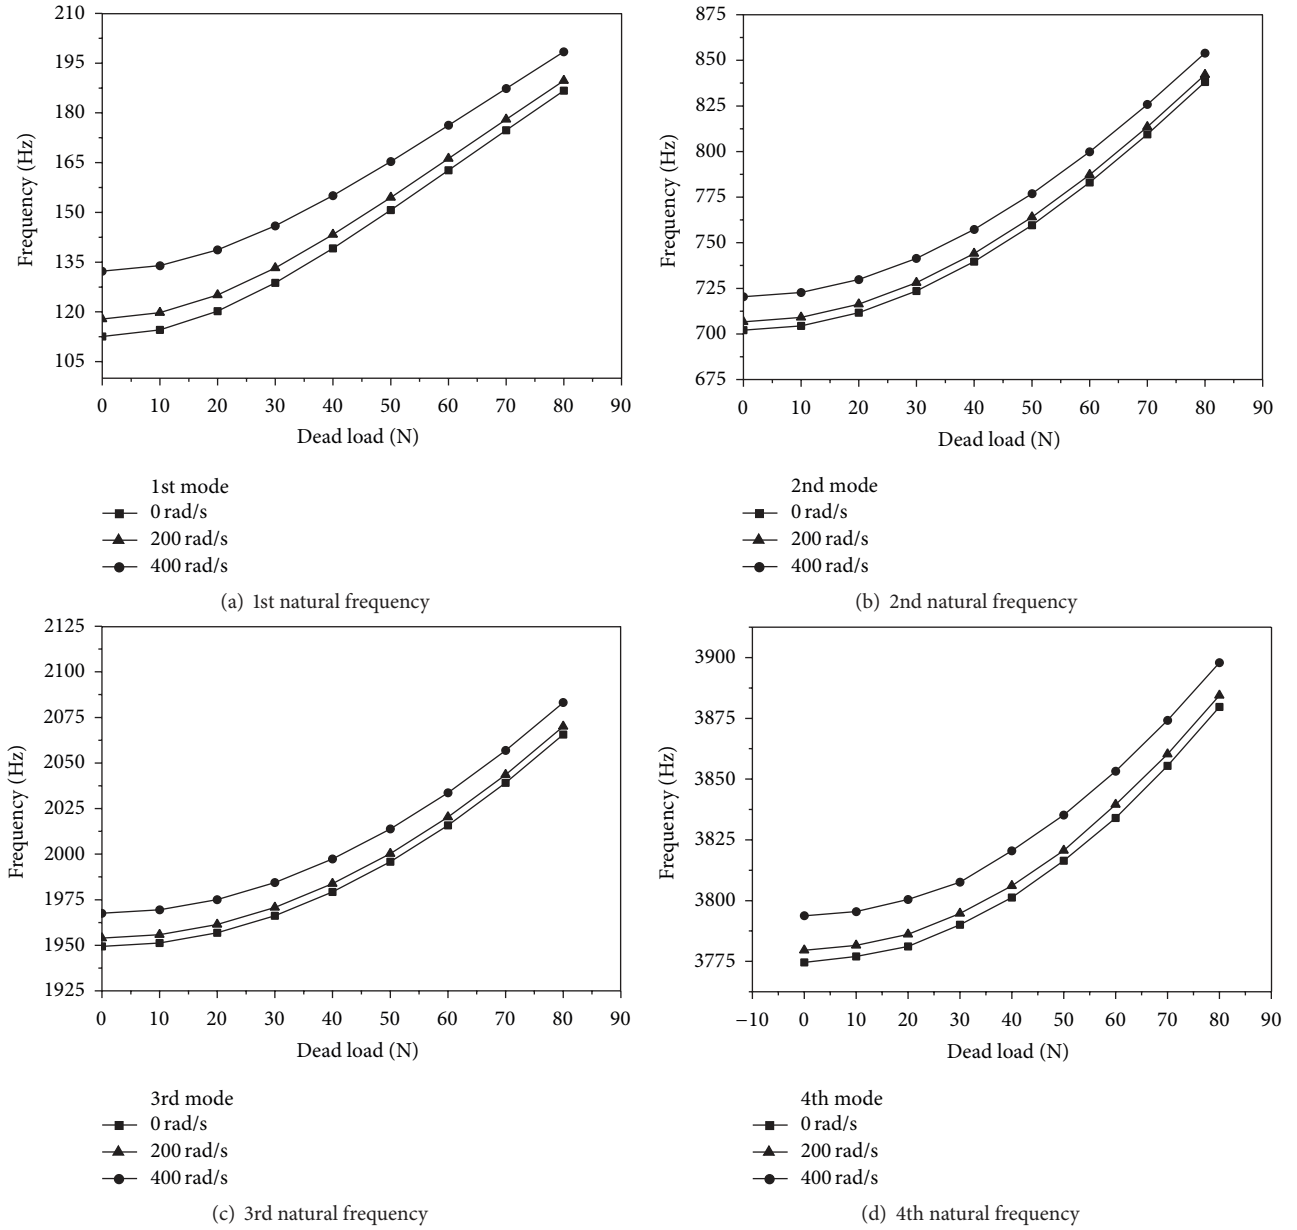 210
195
180
165
150
135
120
105
Frequency (Hz)
0 10 20 30 40 50 60 70 80 90
Dead load (N)
1st mode
0 rad/s
200 rad/s
400 rad/s
(a) 1st natural frequency
875
850
825
800
775
750
725
700
675
Frequency (Hz)
0 10 20 30 40 50 60 70 80 90
Dead load (N)
2nd mode
0 rad/s
200 rad/s
400 rad/s
(b) 2nd natural frequency
2125
2100
2075
2050
2025
2000
1975
1950
1925
Frequency (Hz)
0 10 20 30 40 50 60 70 80 90
Dead load (N)
3rd mode
0 rad/s
200 rad/s
400 rad/s
(c) 3rd natural frequency
3900
3875
3850
3825
3800
3775
Frequency (Hz)
−10 0 10 20 30 40 50 60 70 80 90
Dead load (N)
4th mode
0 rad/s
200 rad/s
400 rad/s
(d) 4th natural frequency